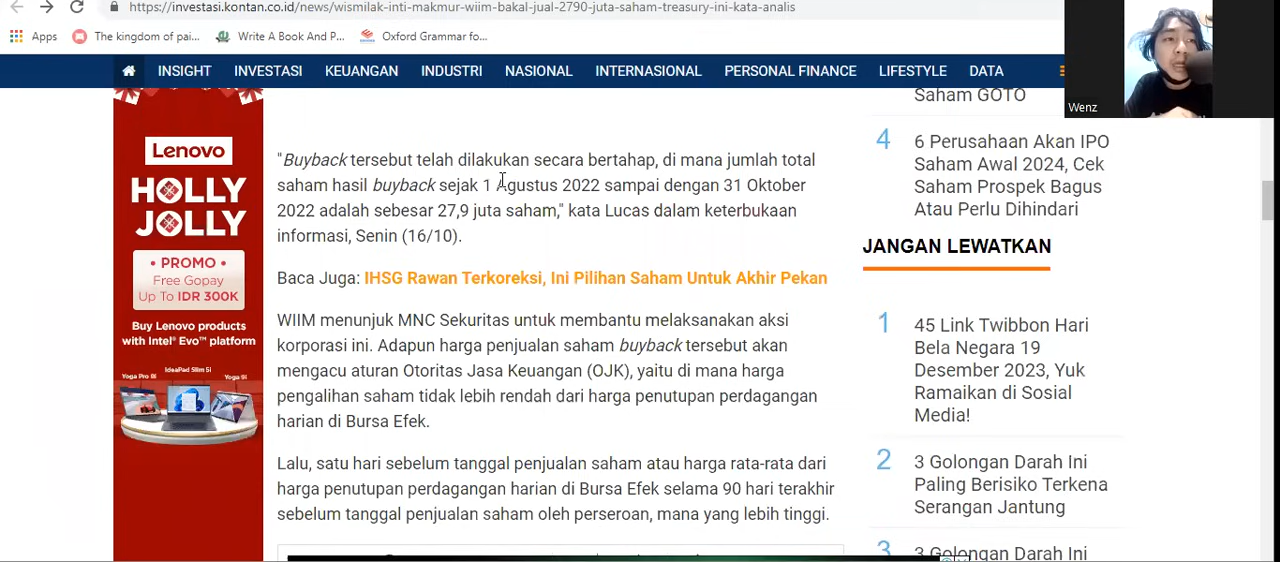 https://investasi.kontan.co.id/news/wismilak-inti-makmur-wiim-bakal-jual-2790-juta-saham-treasury-ini-kata-analis
Apps
The kingdom of pai...
Write A Book And P...
Oxford Grammar fo...
INSIGHT INVESTASI KEUANGAN INDUSTRI NASIONAL INTERNASIONAL PERSONAL FINANCE LIFESTYLE DATA
Wenz
Lenovo
HOLLY
JOLLY
• PROMO •
Free Gopay
Up To IDR 300K
Buy Lenovo products
with Intel® Evo™ platform
Yoga Pro 9i
IdeaPad Slim 5i
Yoga 9i
"Buyback tersebut telah dilakukan secara bertahap, di mana jumlah total
saham hasil buyback sejak 1 Agustus 2022 sampai dengan 31 Oktober
2022 adalah sebesar 27,9 juta saham," kata Lucas dalam keterbukaan
informasi, Senin (16/10).
Baca Juga: IHSG Rawan Terkoreksi, Ini Pilihan Saham Untuk Akhir Pekan
WIIM menunjuk MNC Sekuritas untuk membantu melaksanakan aksi
korporasi ini. Adapun harga penjualan saham buyback tersebut akan
mengacu aturan Otoritas Jasa Keuangan (OJK), yaitu di mana harga
pengalihan saham tidak lebih rendah dari harga penutupan perdagangan
harian di Bursa Efek.
Lalu, satu hari sebelum tanggal penjualan saham atau harga rata-rata dari
harga penutupan perdagangan harian di Bursa Efek selama 90 hari terakhir
sebelum tanggal penjualan saham oleh perseroan, mana yang lebih tinggi.
Saham GOTO
4
6 Perusahaan Akan IPO
Saham Awal 2024, Cek
Saham Prospek Bagus
Atau Perlu Dihindari
JANGAN LEWATKAN
1
45 Link Twibbon Hari
Bela Negara 19
Desember 2023, Yuk
Ramaikan di Sosial
Media!
2
3 Golongan Darah Ini
Paling Berisiko Terkena
Serangan Jantung
3
3 Golongan Darah Ini